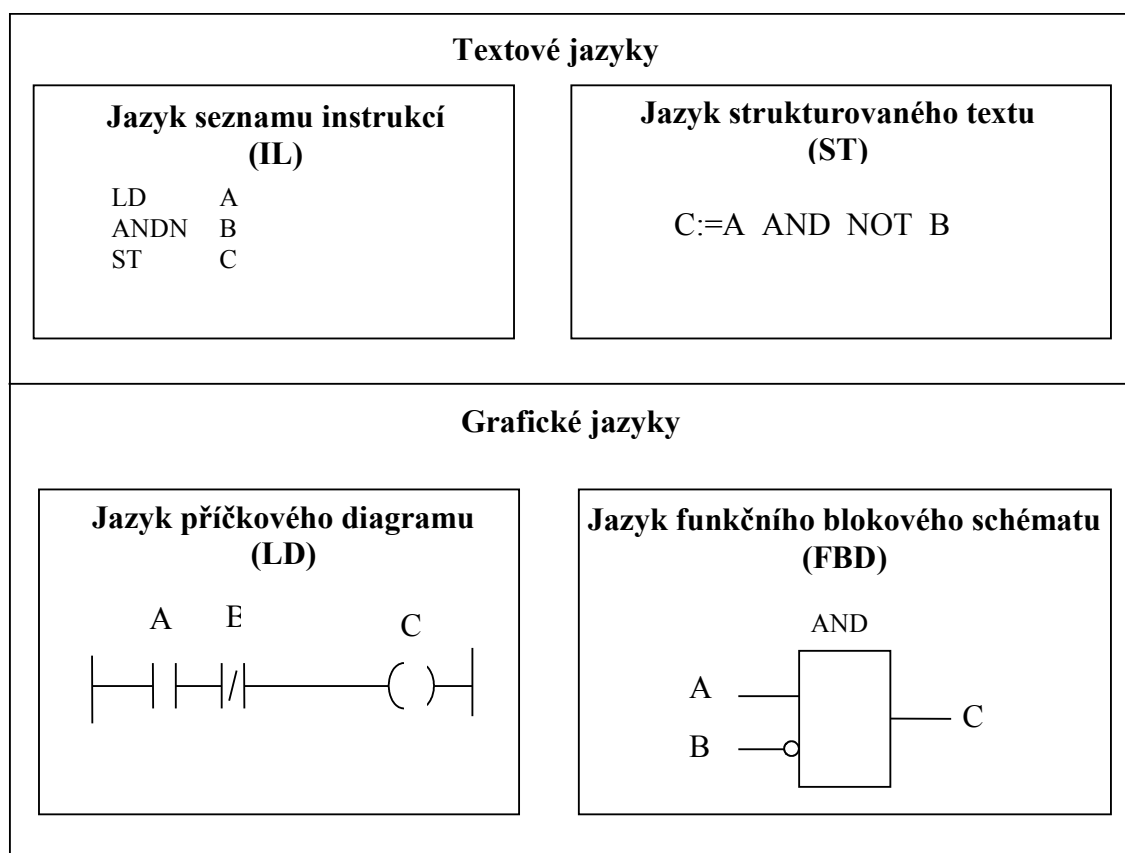 Textové jazyky
Jazyk seznamu instrukcí
(IL)
LD A
ANDN B
ST C
Jazyk strukturovaného textu
(ST)
C:=A AND NOT B
Grafické jazyky
Jazyk příčkového diagramu
(LD)
A B C
Jazyk funkčního blokového schématu
(FBD)
AND
A
B
C